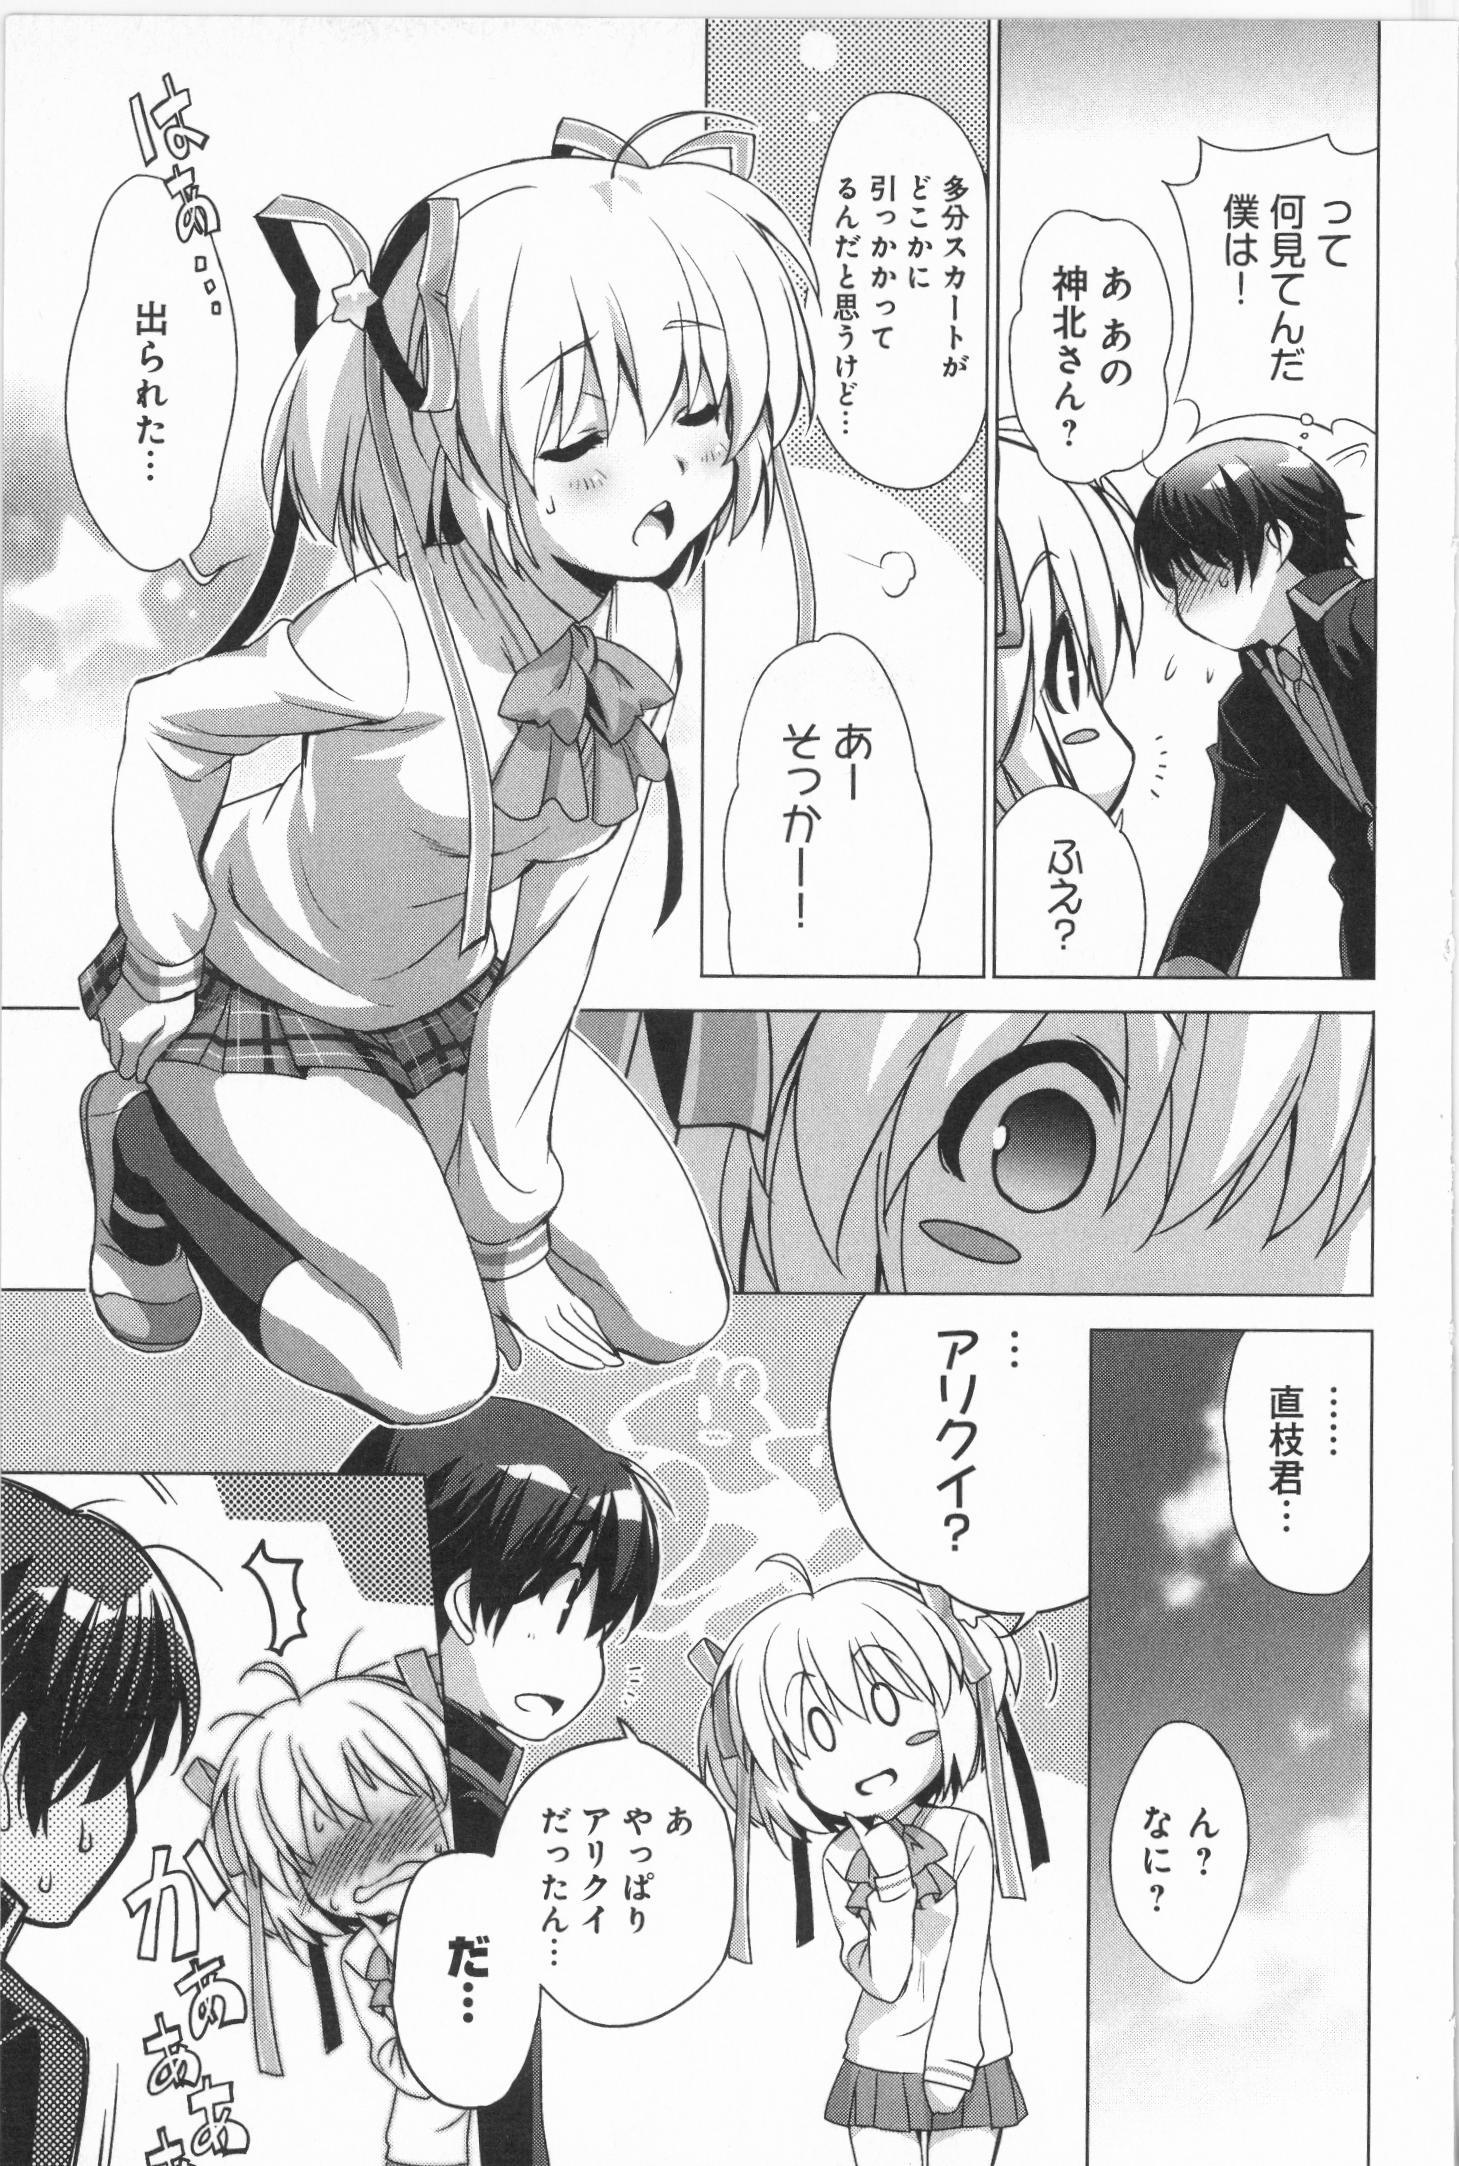 って
何見てんだ
僕は！
あ あの
神北さん？
ふえ？
多分スカートが
どこかに
引っかかって
るんだと思うけど…
あー
そっかー！
はぁ…
出られた…
……
直枝君…
ん？
なに？
…
アリクイ？
あ
やっぱり
アリクイ
だったん…
だ…
かぁぁぁ